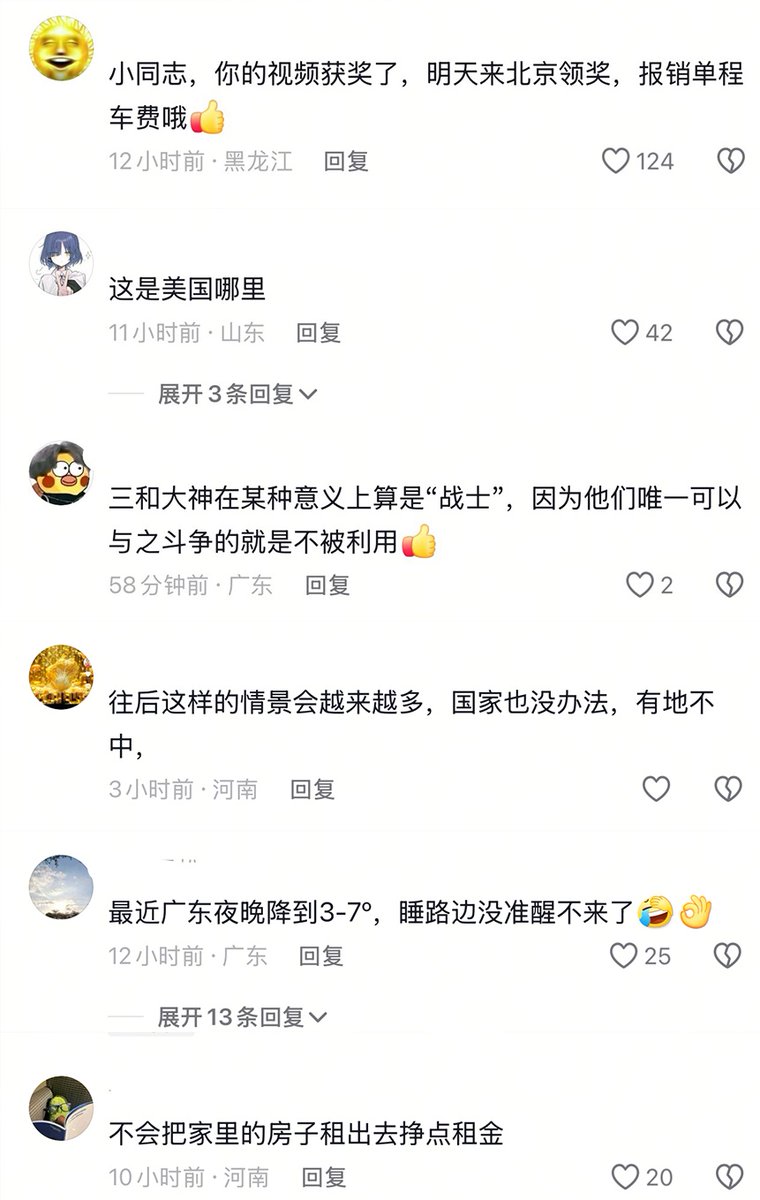 小同志，你的视频获奖了，明天来北京领奖，报销单程
车费哦👍
12小时前·黑龙江 回复 124
这是美国哪里
11小时前·山东 回复 42
展开3条回复
三和大神在某种意义上算是“战士”，因为他们唯一可以
与之斗争的就是不被利用👍
58分钟前·广东 回复 2
往后这样的情景会越来越多，国家也没办法，有地不
中，
3小时前·河南 回复
最近广东夜晚降到3-7°，睡路边没准醒不来了🤣👌
12小时前·广东 回复 25
展开13条回复
不会把家里的房子租出去挣点租金
10小时前·河南 回复 20